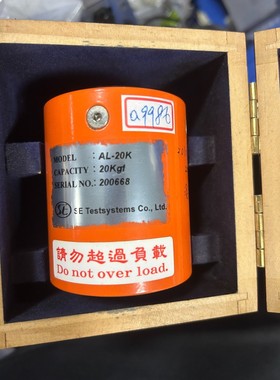 a9986
MODEL : AL-20K
CAPACITY : 20Kgf
SERIAL NO.: 200668
SE Testsystems Co., Ltd.
請勿超過負載
Do not over load.